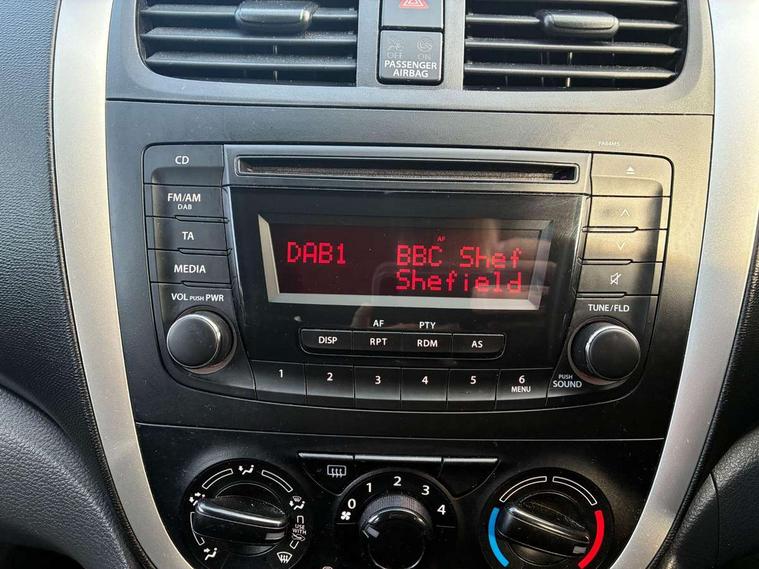 OFF ON
PASSENGER
AIRBAG
CD
FM/AM
DAB
TA
MEDIA
VOL PUSH PWR
AF
DAB1 BBC Shef
Shefield
AF PTY
DISP RPT RDM AS
1 2 3 4 5 6
MENU
TUNE/FLD
PUSH
SOUND
0 1 2 3 4
USE
WITH